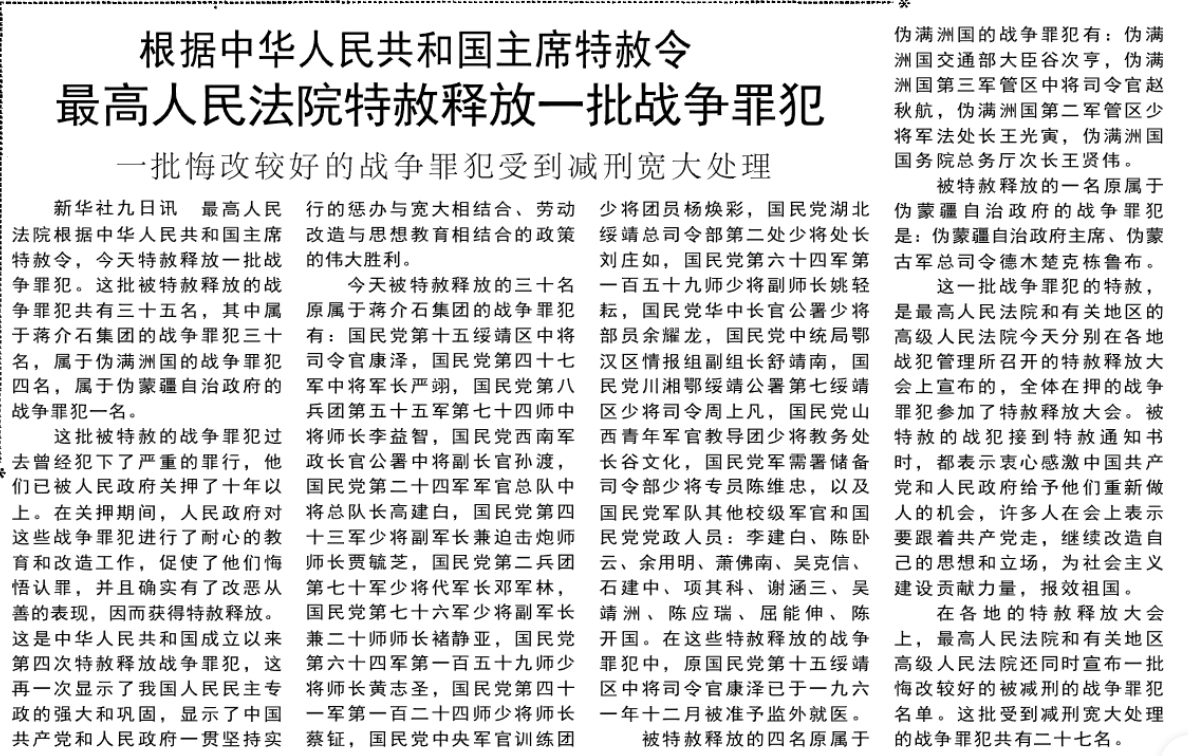 根据中华人民共和国主席特赦令
最高人民法院特赦释放一批战争罪犯
一批悔改较好的战争罪犯受到减刑宽大处理
新华社九日讯 最高人民
法院根据中华人民共和国主席
特赦令，今天特赦释放一批战
争罪犯。这批被特赦释放的战
争罪犯共有三十五名，其中属
于蒋介石集团的战争罪犯三十
名，属于伪满洲国的战争罪犯
四名，属于伪蒙疆自治政府的
战争罪犯一名。
这批被特赦的战争罪犯过
去曾经犯下了严重的罪行，他
们已被人民政府关押了十年以
上。在关押期间，人民政府对
这些战争罪犯进行了耐心的教
育和改造工作，促使了他们悔
悟认罪，并且确实有了改恶从
善的表现，因而获得特赦释放。
这是中华人民共和国成立以来
第四次特赦释放战争罪犯，这
再一次显示了我国人民民主专
政的强大和巩固，显示了中国
共产党和人民政府一贯坚持实
行的惩办与宽大相结合、劳动
改造与思想教育相结合的政策
的伟大胜利。
今天被特赦释放的三十名
原属于蒋介石集团的战争罪犯
有：国民党第十五绥靖区中将
司令官康泽，国民党第四十七
军中将军长严翊，国民党第八
兵团第五十五军第七十四师中
将师长李益智，国民党西南军
政长官公署中将副长官孙渡，
国民党第二十四军军官总队中
将总队长高建白，国民党第四
十三军少将副军长兼迫击炮师
师长贾毓芝，国民党第二兵团
第七十军少将代军长邓军林，
国民党第七十六军少将副军长
兼二十师师长褚静亚，国民党
第六十四军第一百五十九师少
将师长黄志圣，国民党第四十
一军第一百二十四师少将师长
蔡钲，国民党中央军官训练团
少将团员杨焕彩，国民党湖北
绥靖总司令部第二处少将处长
刘庄如，国民党第六十四军第
一百五十九师少将副师长姚轻
耘，国民党华中长官公署少将
部员余耀龙，国民党中统局鄂
汉区情报组副组长舒靖南，国
民党川湘鄂绥靖公署第七绥靖
区少将司令周上凡，国民党山
西青年军官教导团少将教务处
长谷文化，国民党军需署储备
司令部少将专员陈维忠，以及
国民党军队其他校级军官和国
民党党政人员：李建白、陈卧
云、余用明、萧佛南、吴克信、
石建中、项其科、谢涵三、吴
靖洲、陈应瑞、屈能伸、陈
开国。在这些特赦释放的战争
罪犯中，原国民党第十五绥靖
区中将司令官康泽已于一九六
一年十二月被准予监外就医。
被特赦释放的四名原属于
伪满洲国的战争罪犯有：伪满
洲国交通部大臣谷次亨，伪满
洲国第三军管区中将司令官赵
秋航，伪满洲国第二军管区少
将军法处长王光寅，伪满洲国
国务院总务厅次长王贤伟。
被特赦释放的一名原属于
伪蒙疆自治政府的战争罪犯
是：伪蒙疆自治政府主席、伪蒙
古军总司令德木楚克栋鲁布。
这一批战争罪犯的特赦，
是最高人民法院和有关地区的
高级人民法院今天分别在各地
战犯管理所召开的特赦释放大
会上宣布的，全体在押的战争
罪犯参加了特赦释放大会。被
特赦的战犯接到特赦通知书
时，都表示衷心感激中国共产
党和人民政府给予他们重新做
人的机会，许多人在会上表示
要跟着共产党走，继续改造自
己的思想和立场，为社会主义
建设贡献力量，报效祖国。
在各地的特赦释放大会
上，最高人民法院和有关地区
高级人民法院还同时宣布一批
悔改较好的被减刑的战争罪犯
名单。这批受到减刑宽大处理
的战争罪犯共有二十七名。